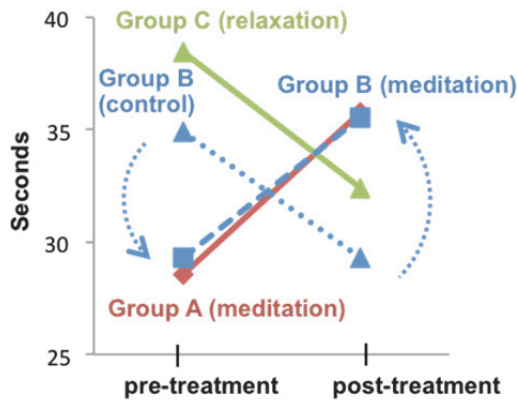 40
Group C (relaxation)
Group B
(control)
Group B (meditation)
35
Seconds
30
Group A (meditation)
25
pre-treatment
post-treatment